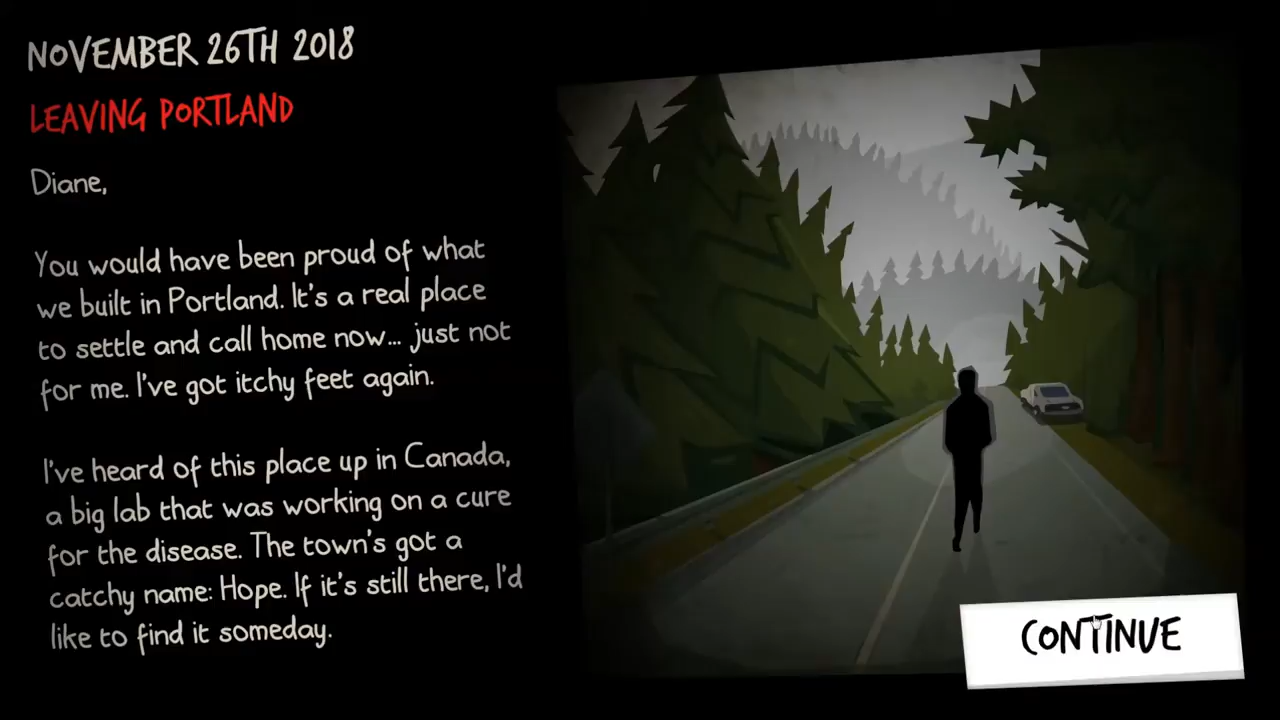 NOVEMBER 26TH 2018
LEAVING PORTLAND
Diane,
You would have been proud of what
we built in Portland. It's a real place
to settle and call home now... just not
for me. I've got itchy feet again.
I've heard of this place up in Canada,
a big lab that was working on a cure
for the disease. The town's got a
catchy name: Hope. If it's still there, I'd
like to find it someday.
CONTINUE